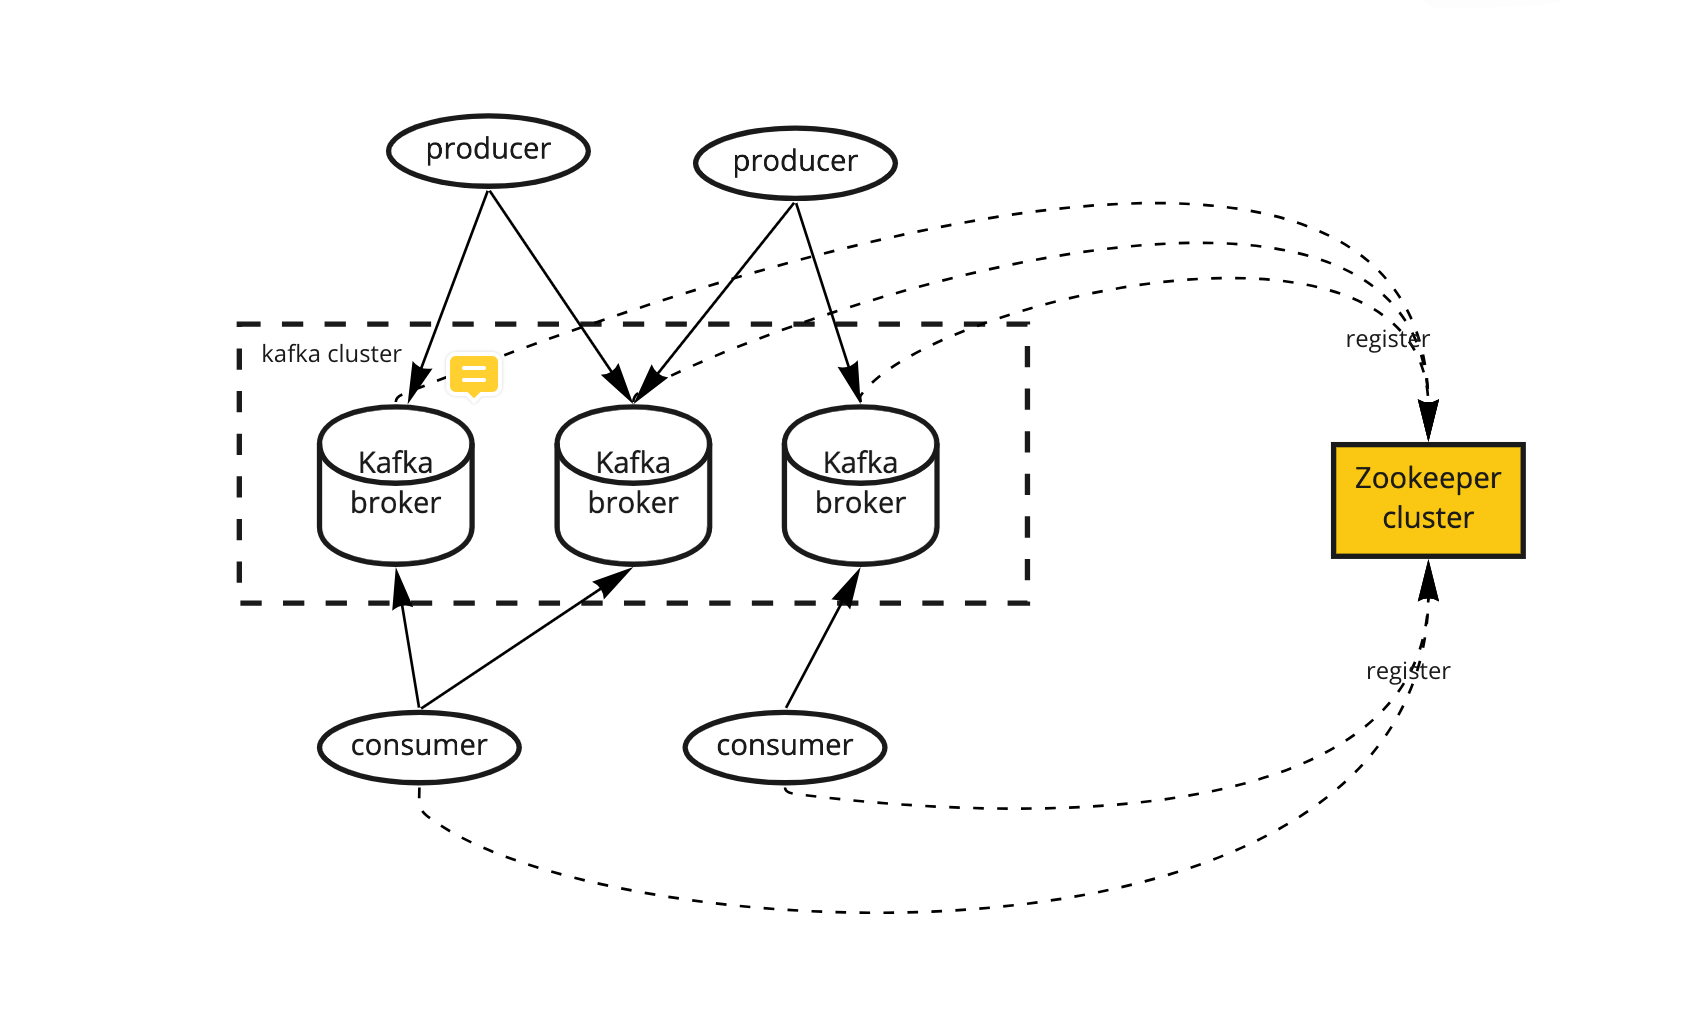 producer
producer
kafka cluster
register
Kafka
broker
Kafka
broker
Kafka
broker
Zookeeper
cluster
register
consumer
consumer